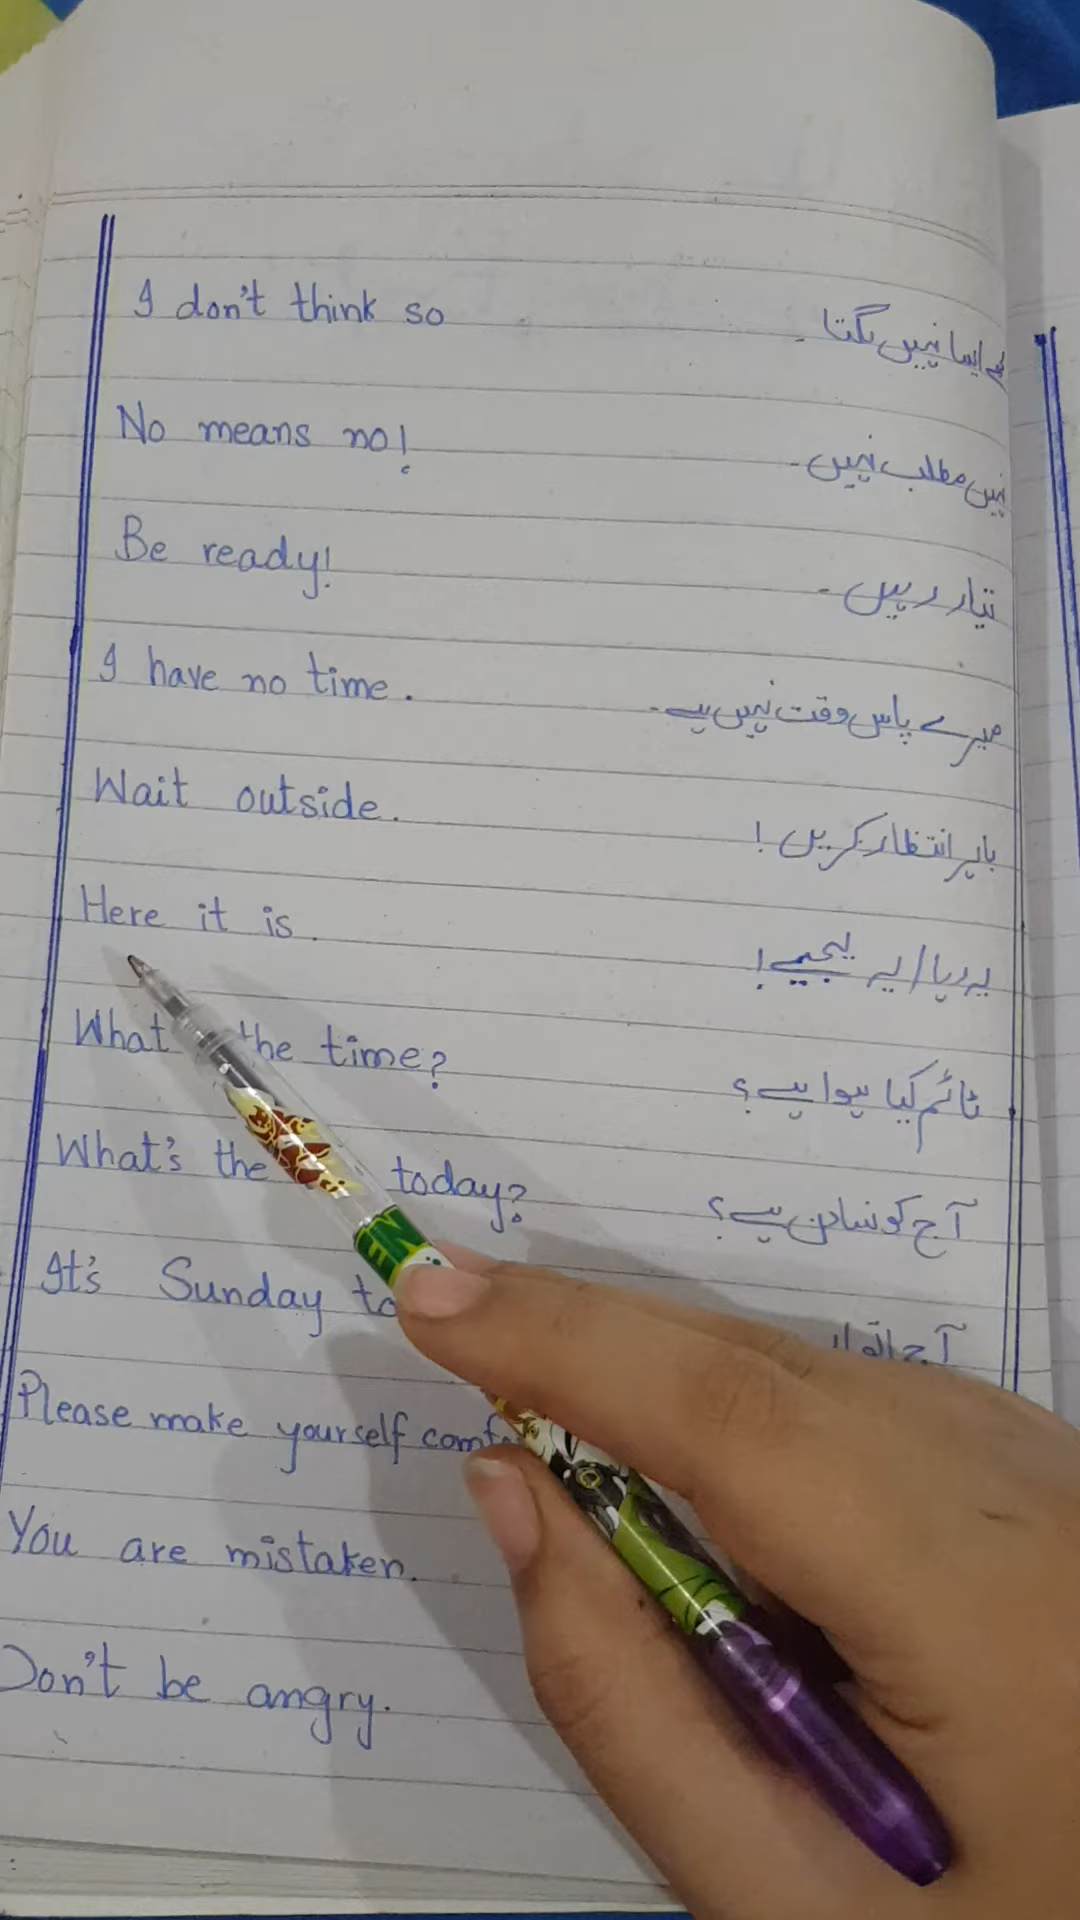 I don't think so مجھے ایسا نہیں لگتا -
No means no! نہیں مطلب نہیں -
Be ready! تیار رہیں -
I have no time. میرے پاس وقت نہیں ہے -
Wait outside. باہر انتظار کریں !
Here it is. یہ رہا / یہ لیجیے !
What the time? ٹائم کیا ہوا ہے ؟
What's the today? آج کونسا دن ہے ؟
It's Sunday آج اتوار
Please make yourself
You are mistaken.
Don't be angry.